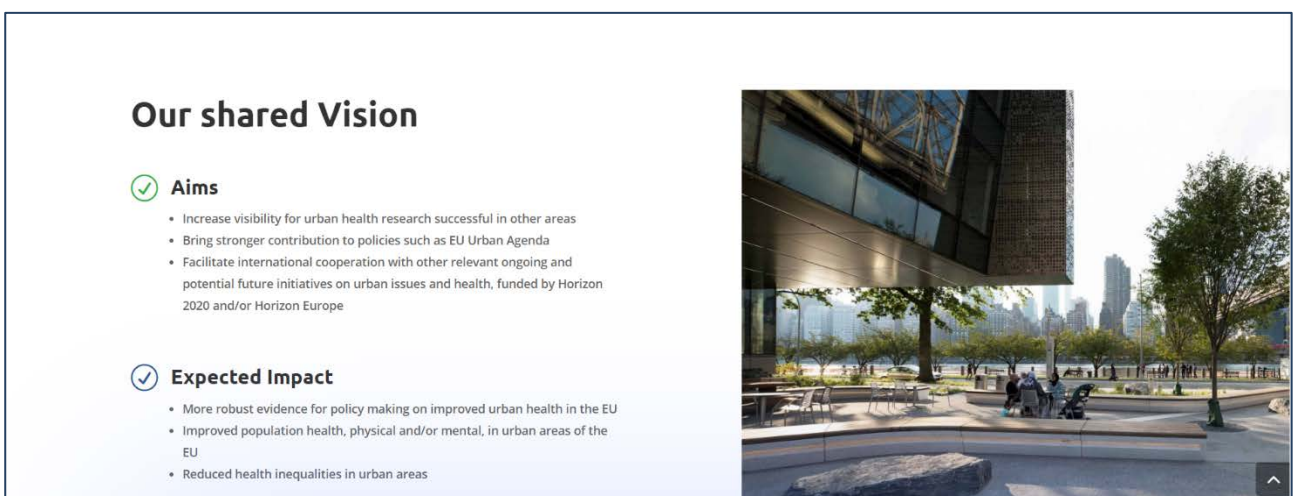 Our shared Vision
Aims
• Increase visibility for urban health research successful in other areas
• Bring stronger contribution to policies such as EU Urban Agenda
• Facilitate international cooperation with other relevant ongoing and
potential future initiatives on urban issues and health, funded by Horizon
2020 and/or Horizon Europe
Expected Impact
• More robust evidence for policy making on improved urban health in the EU
• Improved population health, physical and/or mental, in urban areas of the
EU
• Reduced health inequalities in urban areas